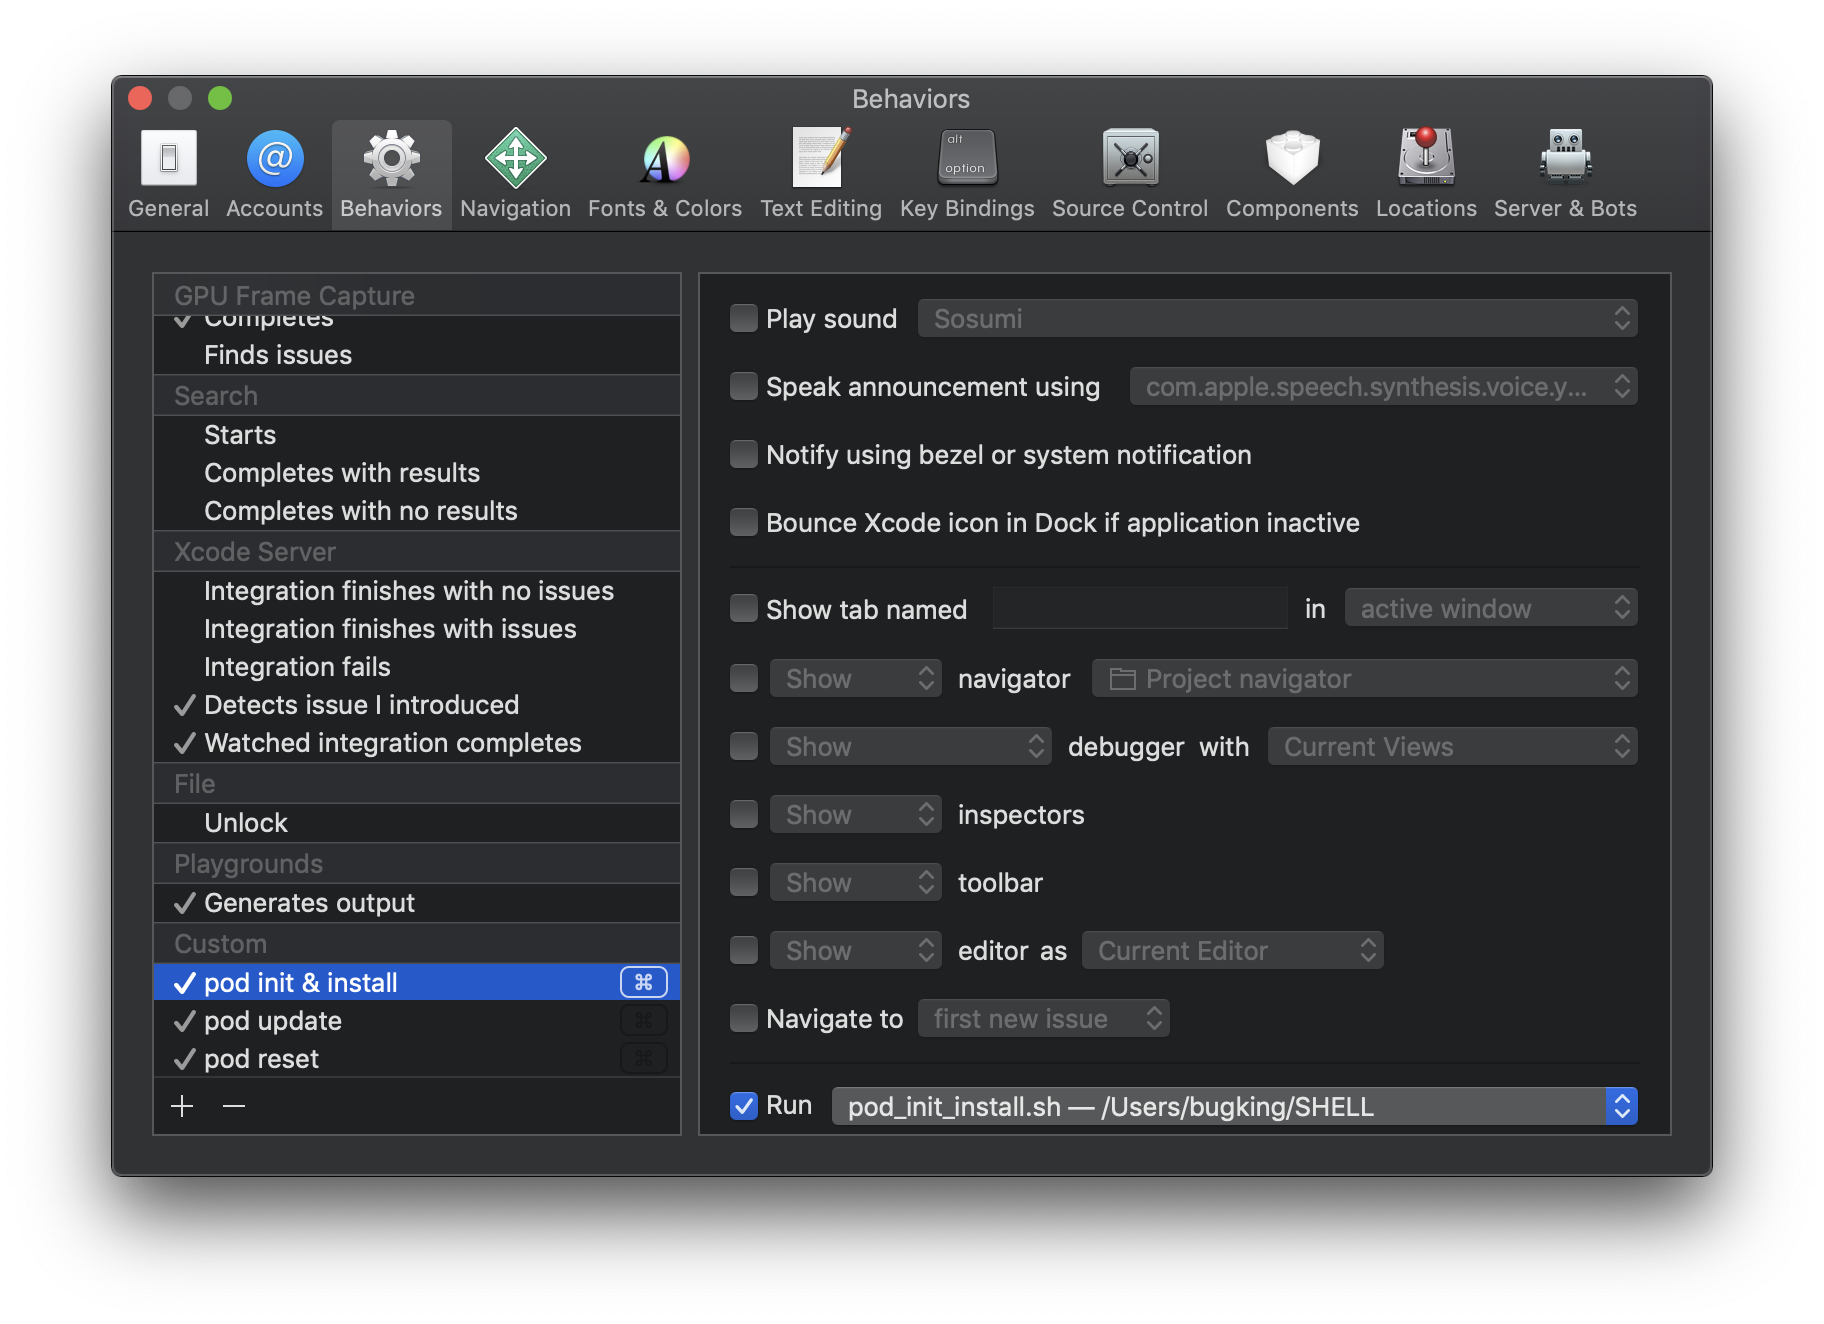 Behaviors
General
Accounts
Behaviors
Navigation
Fonts & Colors
Text Editing
alt
option
Key Bindings
Source Control
Components
Locations
Server & Bots
GPU Frame Capture
Completes
Finds issues
Search
Starts
Completes with results
Completes with no results
Xcode Server
Integration finishes with no issues
Integration finishes with issues
Integration fails
Detects issue I introduced
Watched integration completes
File
Unlock
Playgrounds
Generates output
Custom
pod init & install ⌘
pod update ⌘
pod reset ⌘
Play sound Sosumi
Speak announcement using com.apple.speech.synthesis.voice.y...
Notify using bezel or system notification
Bounce Xcode icon in Dock if application inactive
Show tab named in active window
Show navigator Project navigator
Show debugger with Current Views
Show inspectors
Show toolbar
Show editor as Current Editor
Navigate to first new issue
Run pod_init_install.sh — /Users/bugking/SHELL